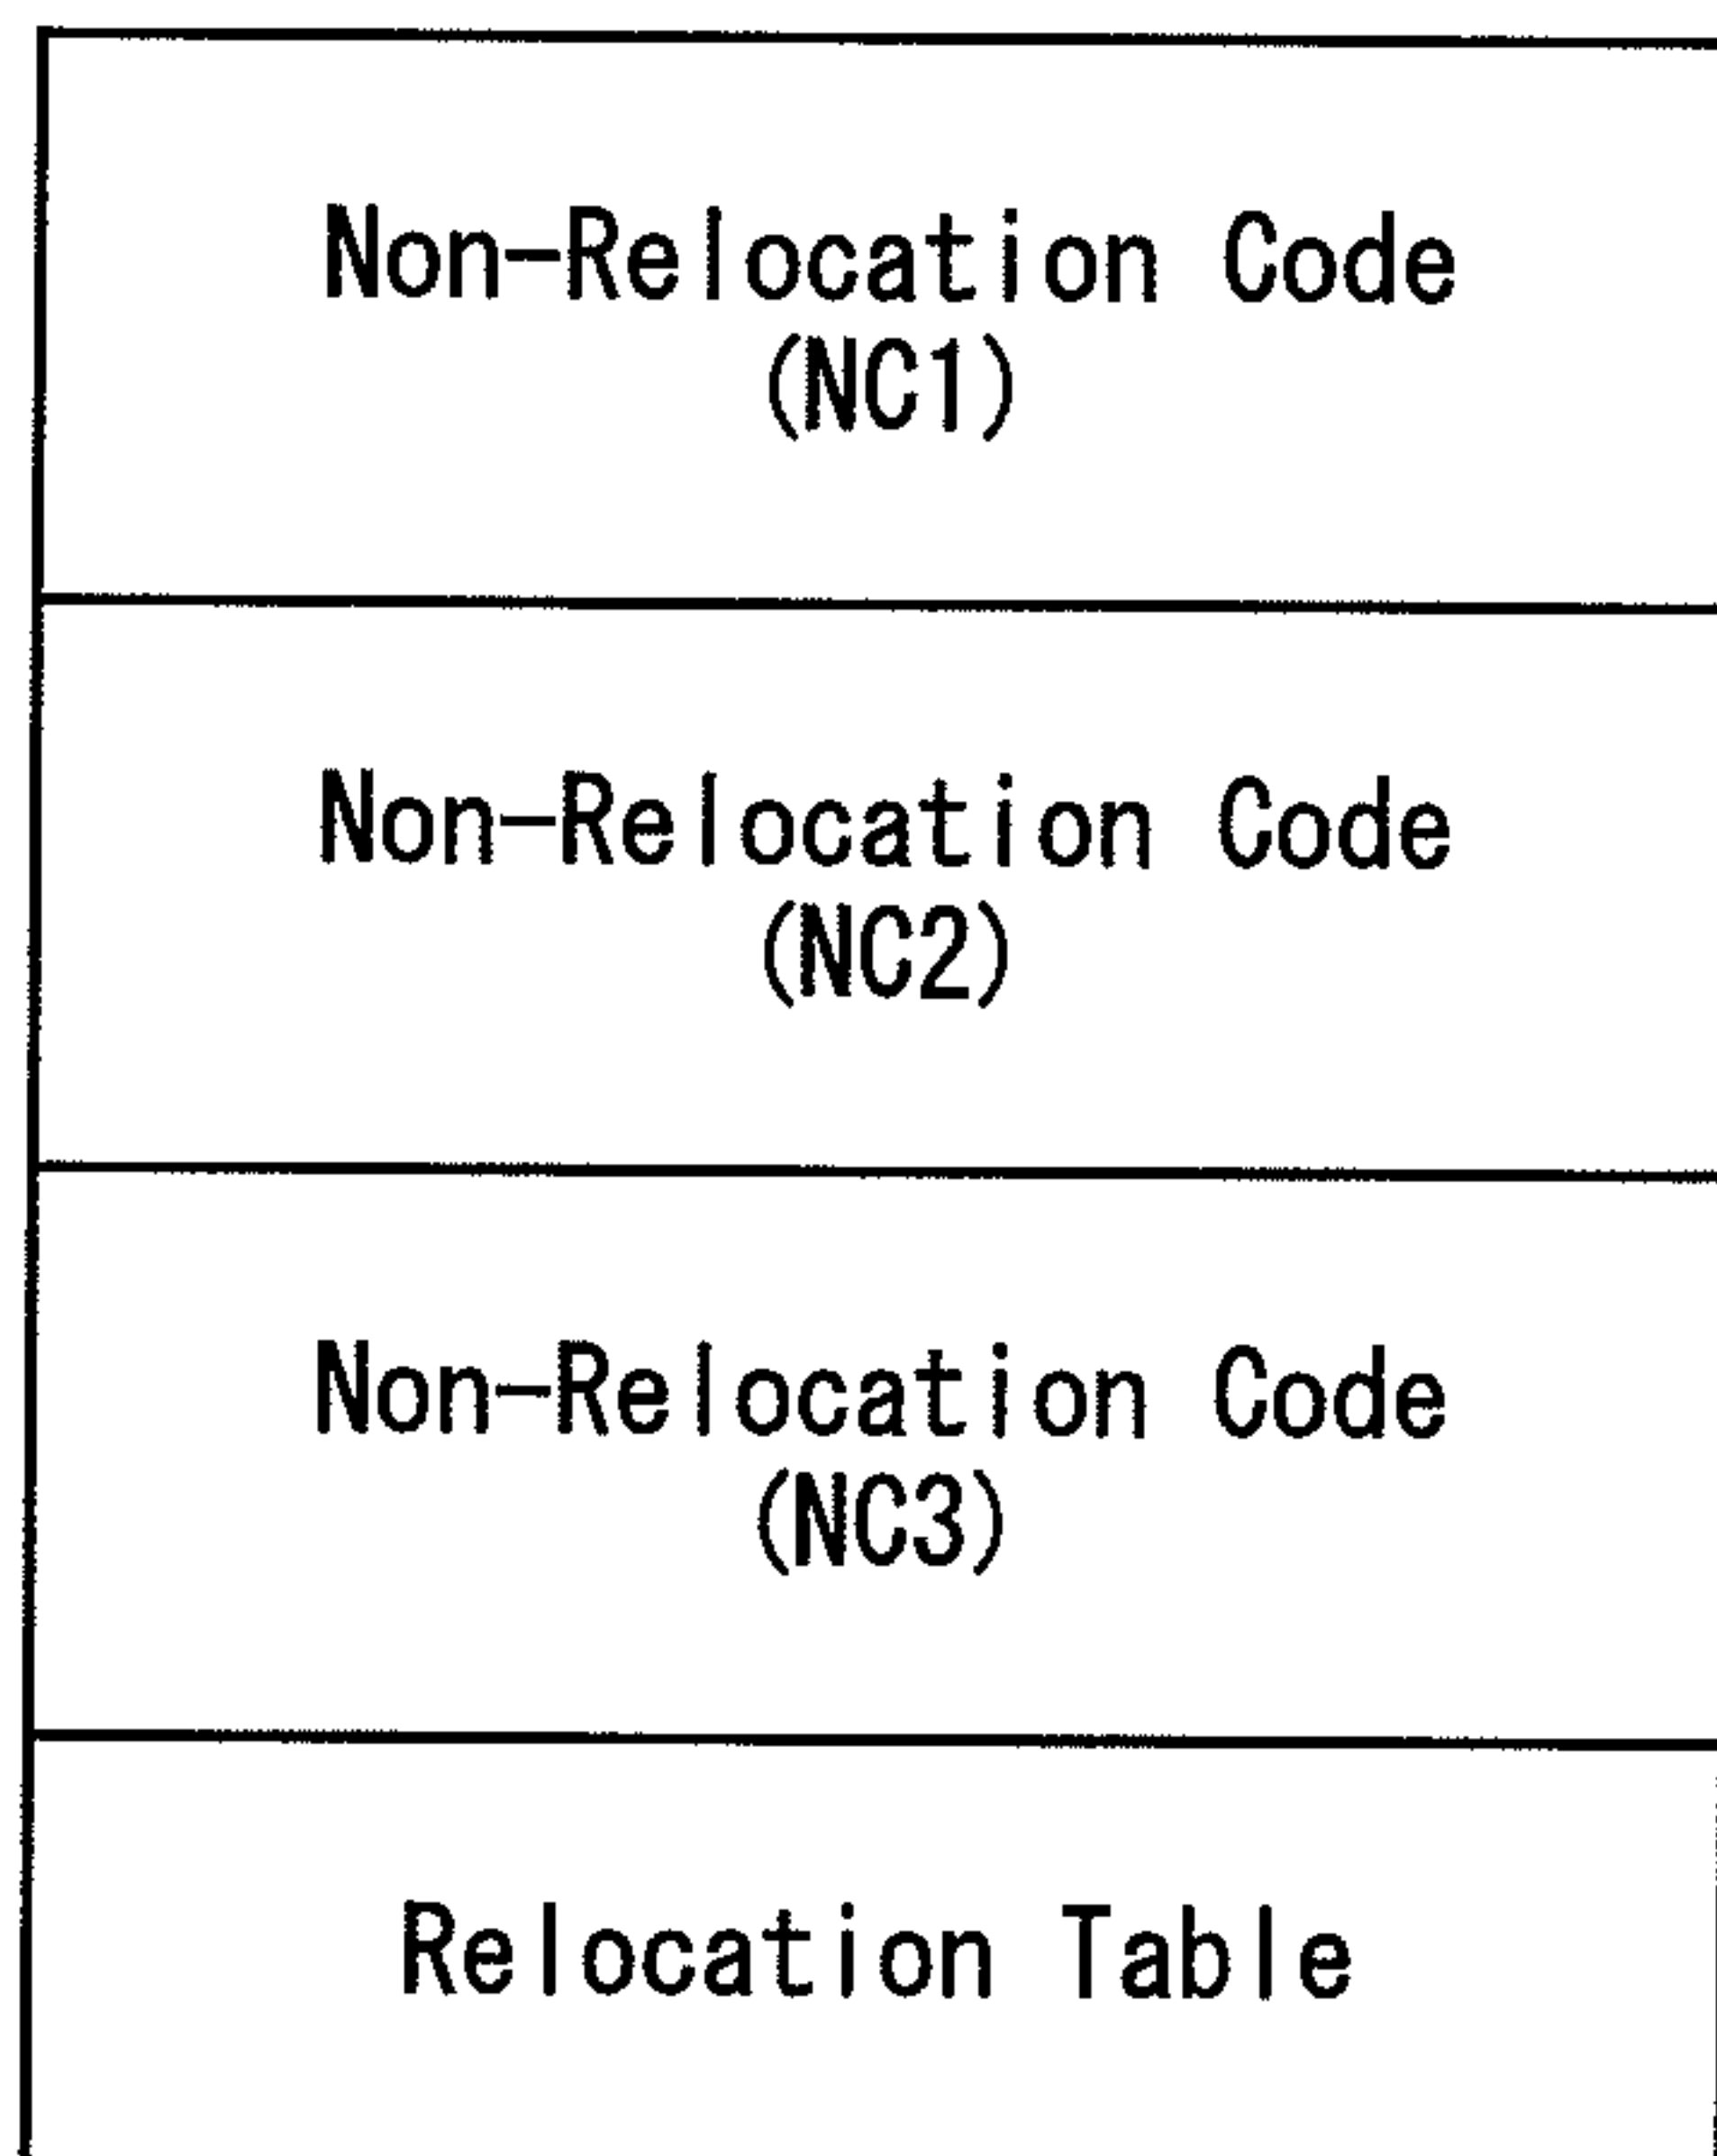 Non-Relocation Code
(NC1)
Non-Relocation Code
(NC2)
Non-Relocation Code
(NC3)
Relocation Table